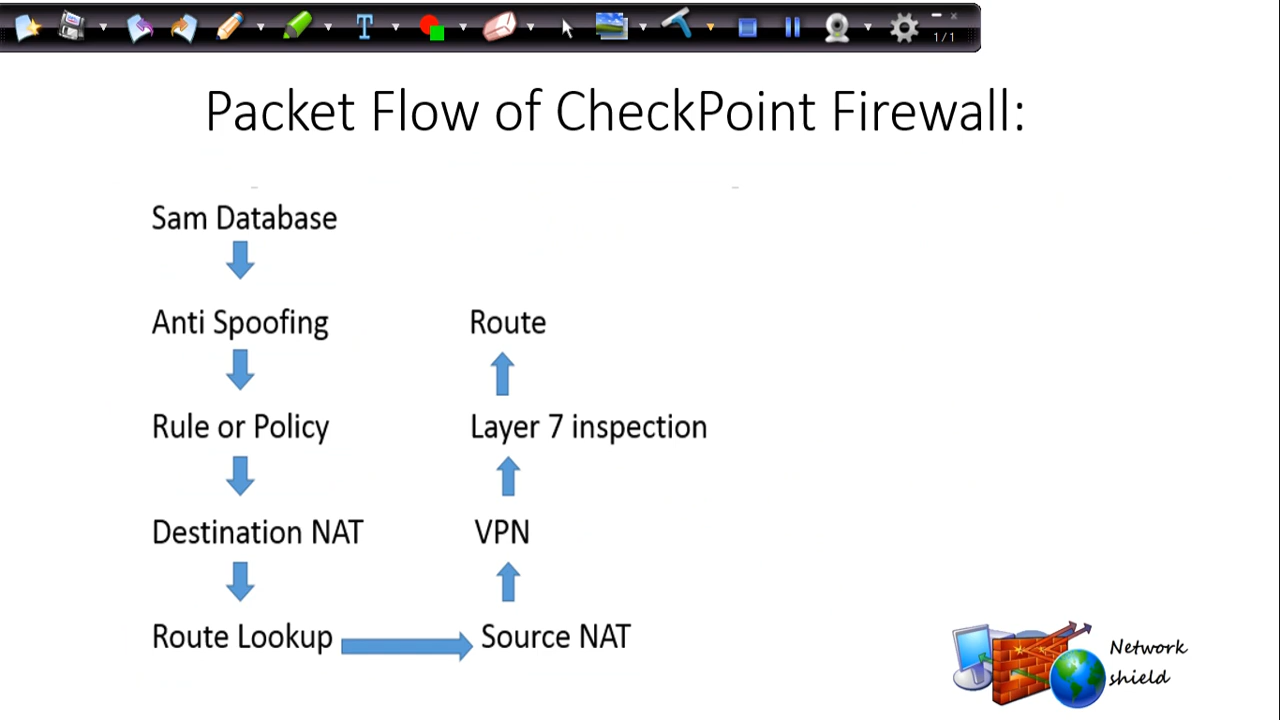 T
1/1
Packet Flow of CheckPoint Firewall:
Sam Database
Anti Spoofing
Rule or Policy
Destination NAT
Route Lookup
Source NAT
VPN
Layer 7 inspection
Route
Network
shield